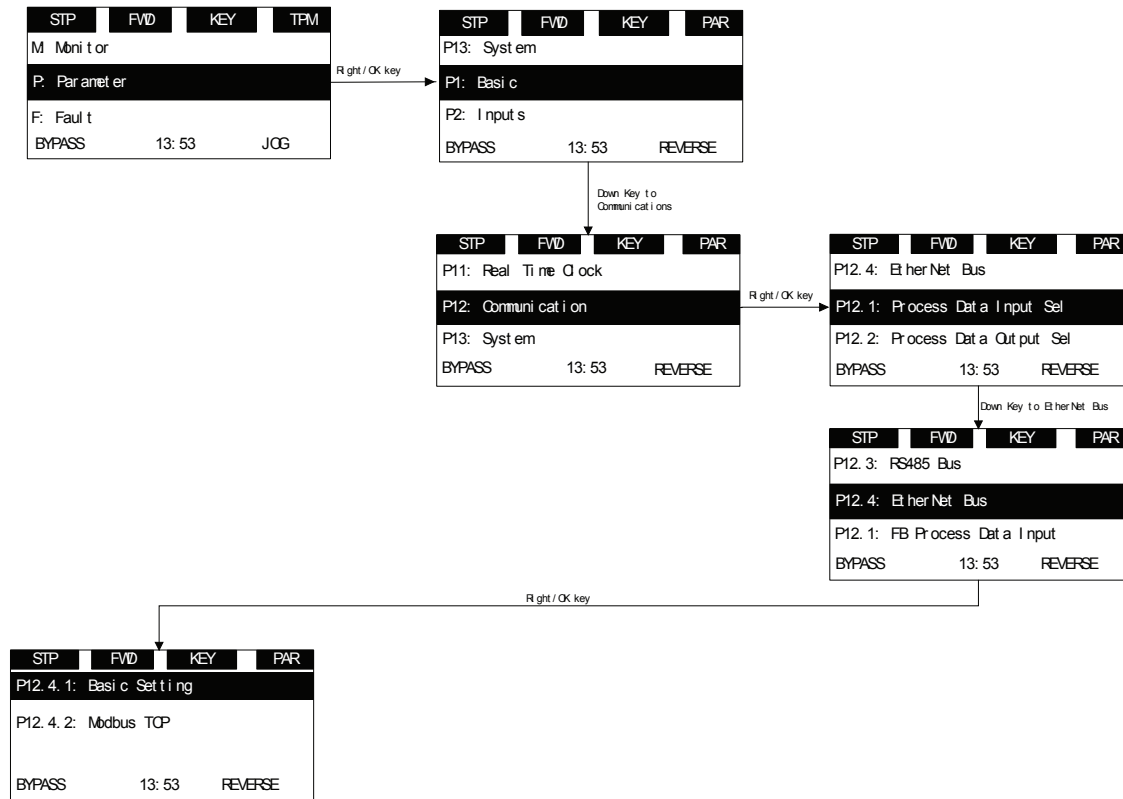 STP FWD KEY TPM
M: Monitor
P: Parameter
F: Fault
BYPASS 13:53 JOG
Right/OK key
STP FWD KEY PAR
P13: System
P1: Basic
P2: Inputs
BYPASS 13:53 REVERSE
Down Key to
Communications
STP FWD KEY PAR
P11: Real Time Clock
P12: Communication
P13: System
BYPASS 13:53 REVERSE
Right/OK key
STP FWD KEY PAR
P12.4: EtherNet Bus
P12.1: Process Data Input Sel
P12.2: Process Data Output Sel
BYPASS 13:53 REVERSE
Down Key to EtherNet Bus
STP FWD KEY PAR
P12.3: RS485 Bus
P12.4: EtherNet Bus
P12.1: FB Process Data Input
BYPASS 13:53 REVERSE
Right/OK key
STP FWD KEY PAR
P12.4.1: Basic Setting
P12.4.2: Modbus TCP
BYPASS 13:53 REVERSE